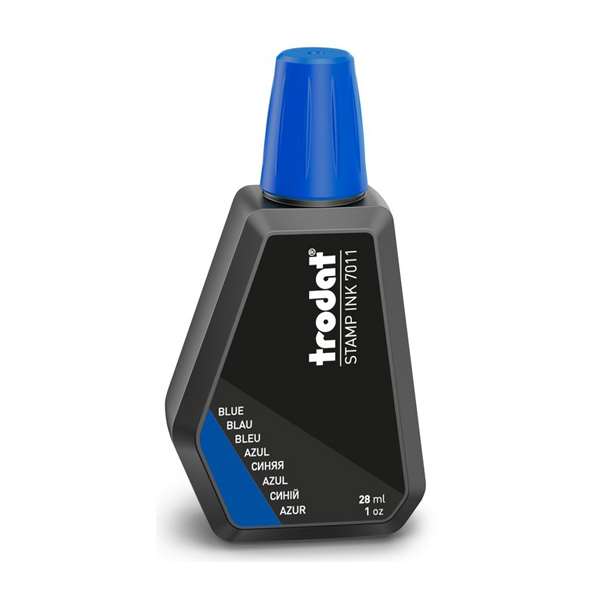 trodat®
STAMP INK 7011
BLUE
BLAU
BLEU
AZUL
СИНЯЯ
AZUL
СИНІЙ
AZUR
28 ml
1 oz